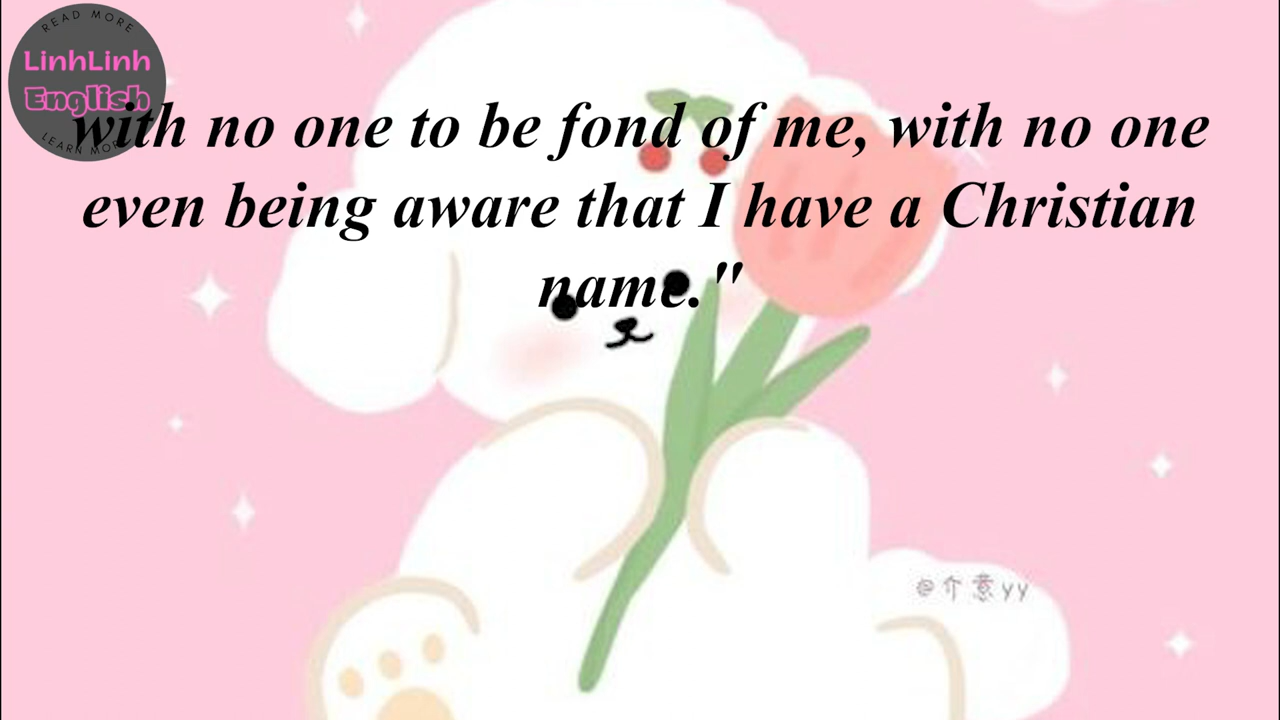 READ MORE
LinhLinh
English
LEARN MORE
with no one to be fond of me, with no one
even being aware that I have a Christian
name."
@介意yy